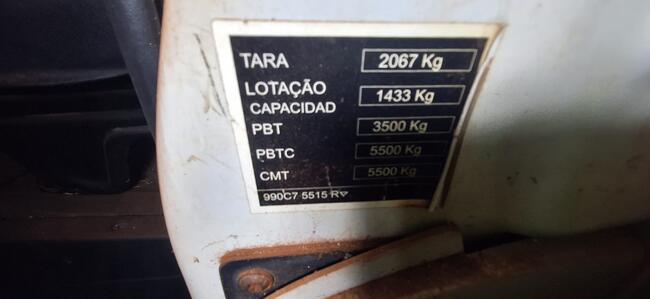 TARA 2067 Kg
LOTAÇÃO 1433 Kg
CAPACIDAD
PBT 3500 Kg
PBTC 5500 Kg
CMT 5500 Kg
990C7 5515 R